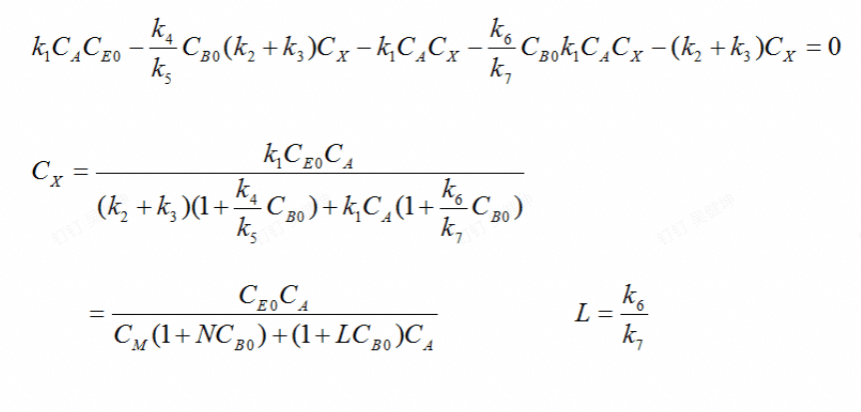 k₁C_A C_E0 − (k₄/k₅)C_B0(k₂ + k₃)C_X − k₁C_A C_X − (k₆/k₇)C_B0 k₁C_A C_X − (k₂ + k₃)C_X = 0
C_X = k₁C_E0 C_A / ((k₂ + k₃)(1 + (k₄/k₅)C_B0) + k₁C_A(1 + (k₆/k₇)C_B0))
= C_E0 C_A / (C_M(1 + NC_B0) + (1 + LC_B0)C_A) L = k₆/k₇